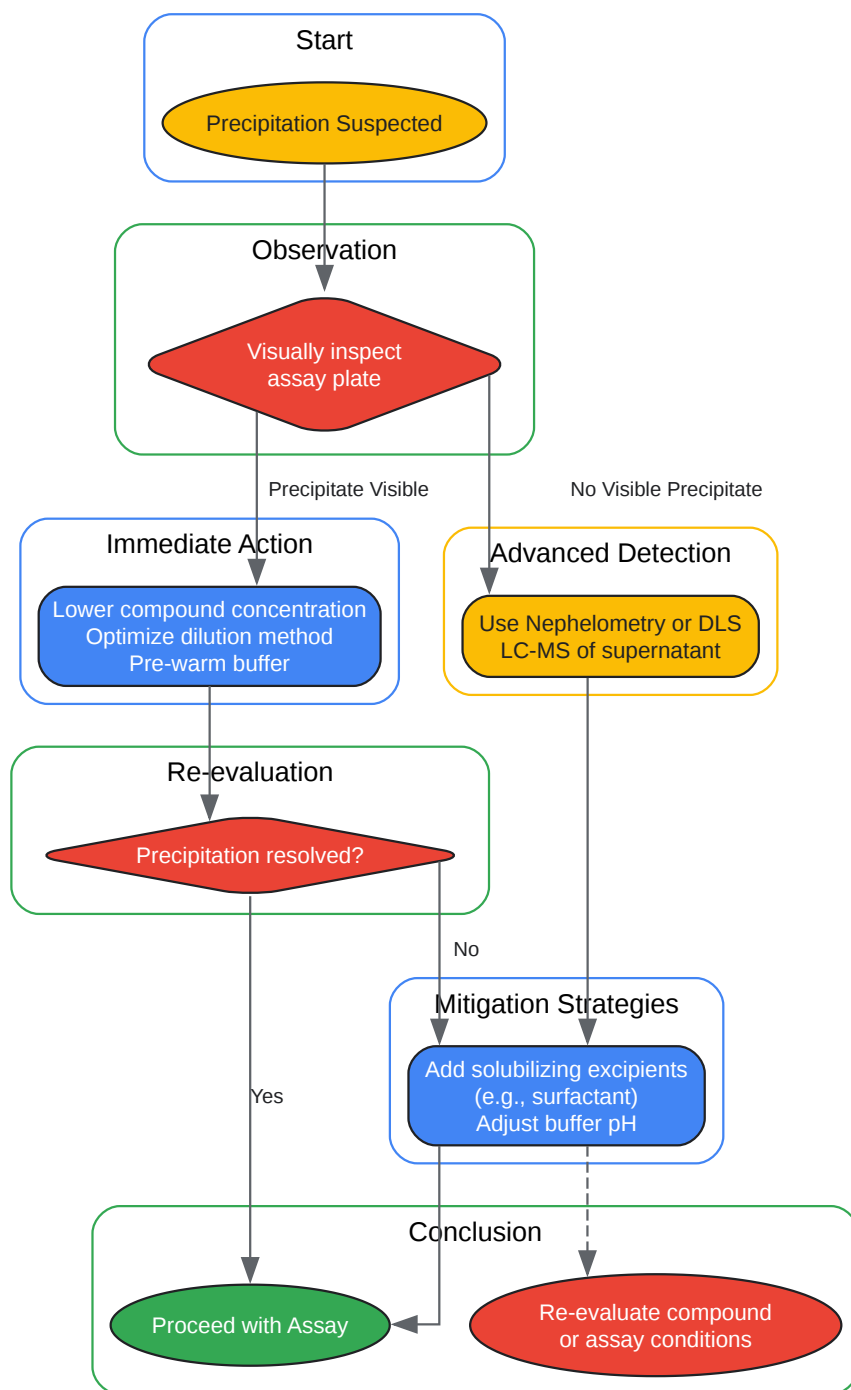 Start
Precipitation Suspected
Observation
Visually inspect
assay plate
Precipitate Visible
No Visible Precipitate
Immediate Action
Lower compound concentration
Optimize dilution method
Pre-warm buffer
Advanced Detection
Use Nephelometry or DLS
LC-MS of supernatant
Re-evaluation
Precipitation resolved?
No
Mitigation Strategies
Add solubilizing excipients
(e.g., surfactant)
Adjust buffer pH
Yes
Conclusion
Proceed with Assay
Re-evaluate compound
or assay conditions